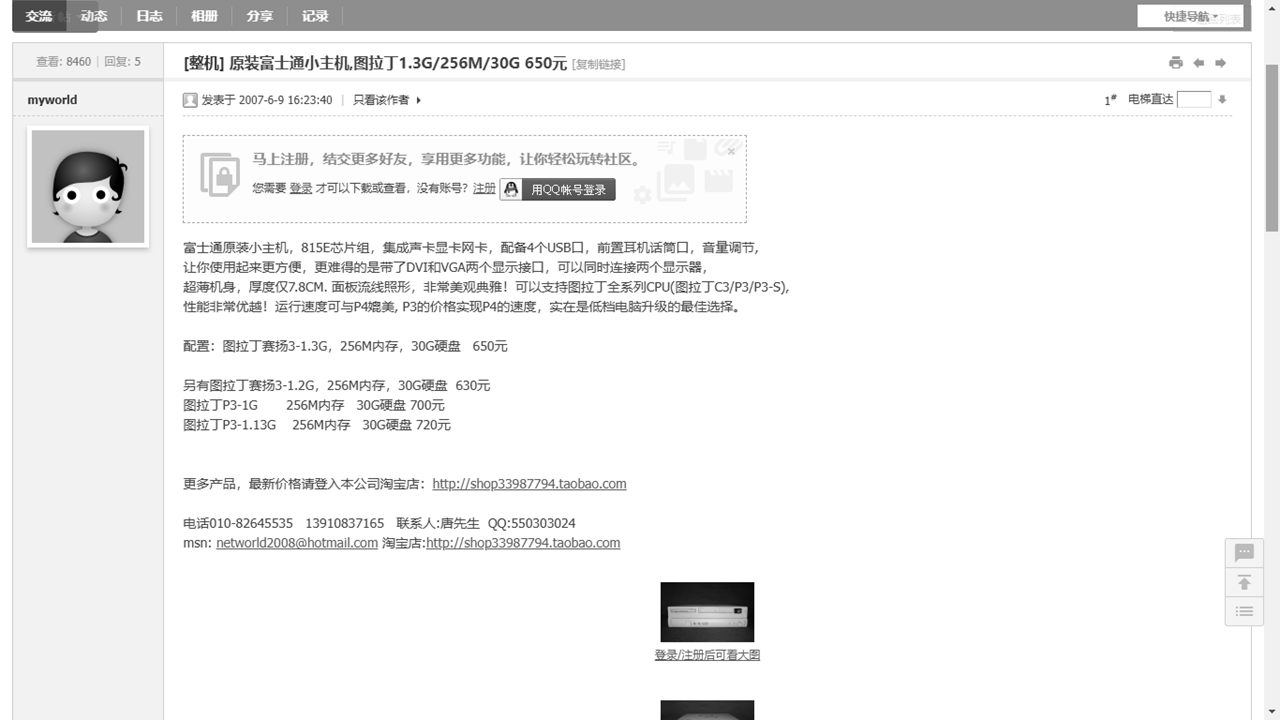 交流 动态 日志 相册 分享 记录
快捷导航
查看: 8460 | 回复: 5
[整机] 原装富士通小主机,图拉丁1.3G/256M/30G 650元 [复制链接]
myworld
发表于 2007-6-9 16:23:40 | 只看该作者
1# 电梯直达
马上注册，结交更多好友，享用更多功能，让你轻松玩转社区。
您需要 登录 才可以下载或查看，没有账号？注册 用QQ帐号登录
富士通原装小主机，815E芯片组，集成声卡显卡网卡，配备4个USB口，前置耳机话筒口，音量调节,
让你使用起来更方便，更难得的是带了DVI和VGA两个显示接口，可以同时连接两个显示器，
超薄机身，厚度仅7.8CM. 面板流线照形，非常美观典雅！可以支持图拉丁全系列CPU(图拉丁C3/P3/P3-S),
性能非常优越！运行速度可与P4媲美, P3的价格实现P4的速度，实在是低档电脑升级的最佳选择。
配置：图拉丁赛扬3-1.3G，256M内存，30G硬盘 650元
另有图拉丁赛扬3-1.2G，256M内存，30G硬盘 630元
图拉丁P3-1G 256M内存 30G硬盘 700元
图拉丁P3-1.13G 256M内存 30G硬盘 720元
更多产品，最新价格请登入本公司淘宝店：http://shop33987794.taobao.com
电话010-82645535 13910837165 联系人:唐先生 QQ:550303024
msn: networld2008@hotmail.com 淘宝店:http://shop33987794.taobao.com
登录/注册后可看大图